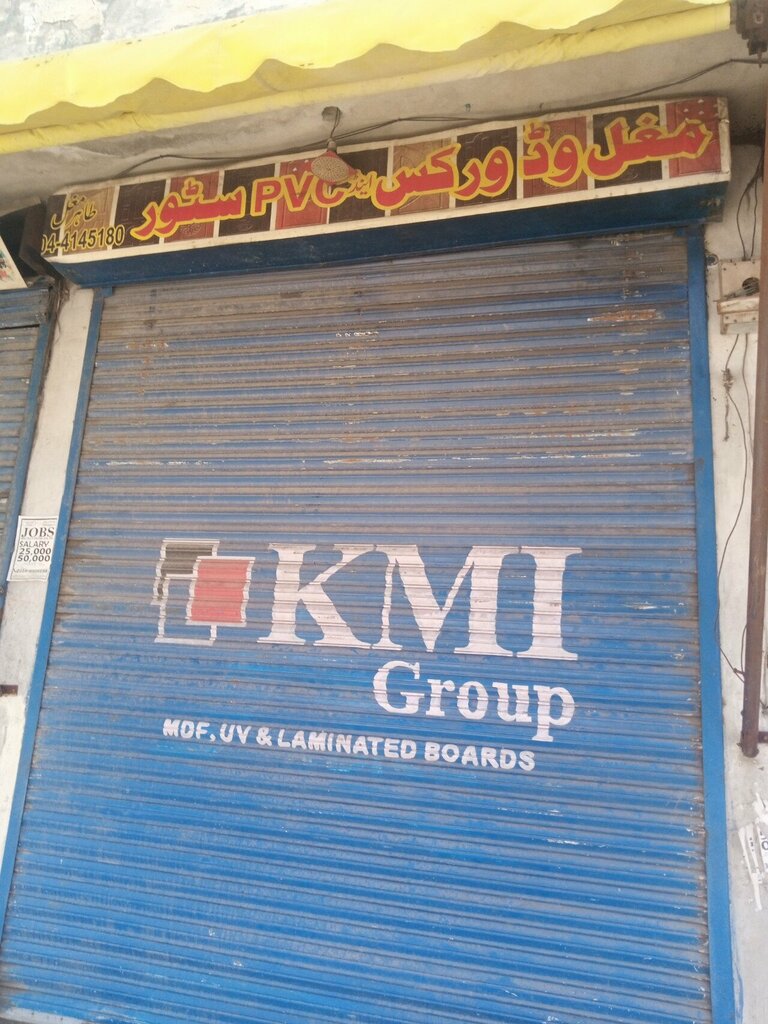 مغل وڈ ورکس اینڈ PVC سٹور
طاہر مغل
04-4145180
JOBS
SALARY
25,000
50,000
KMI
Group
MDF, UV & LAMINATED BOARDS